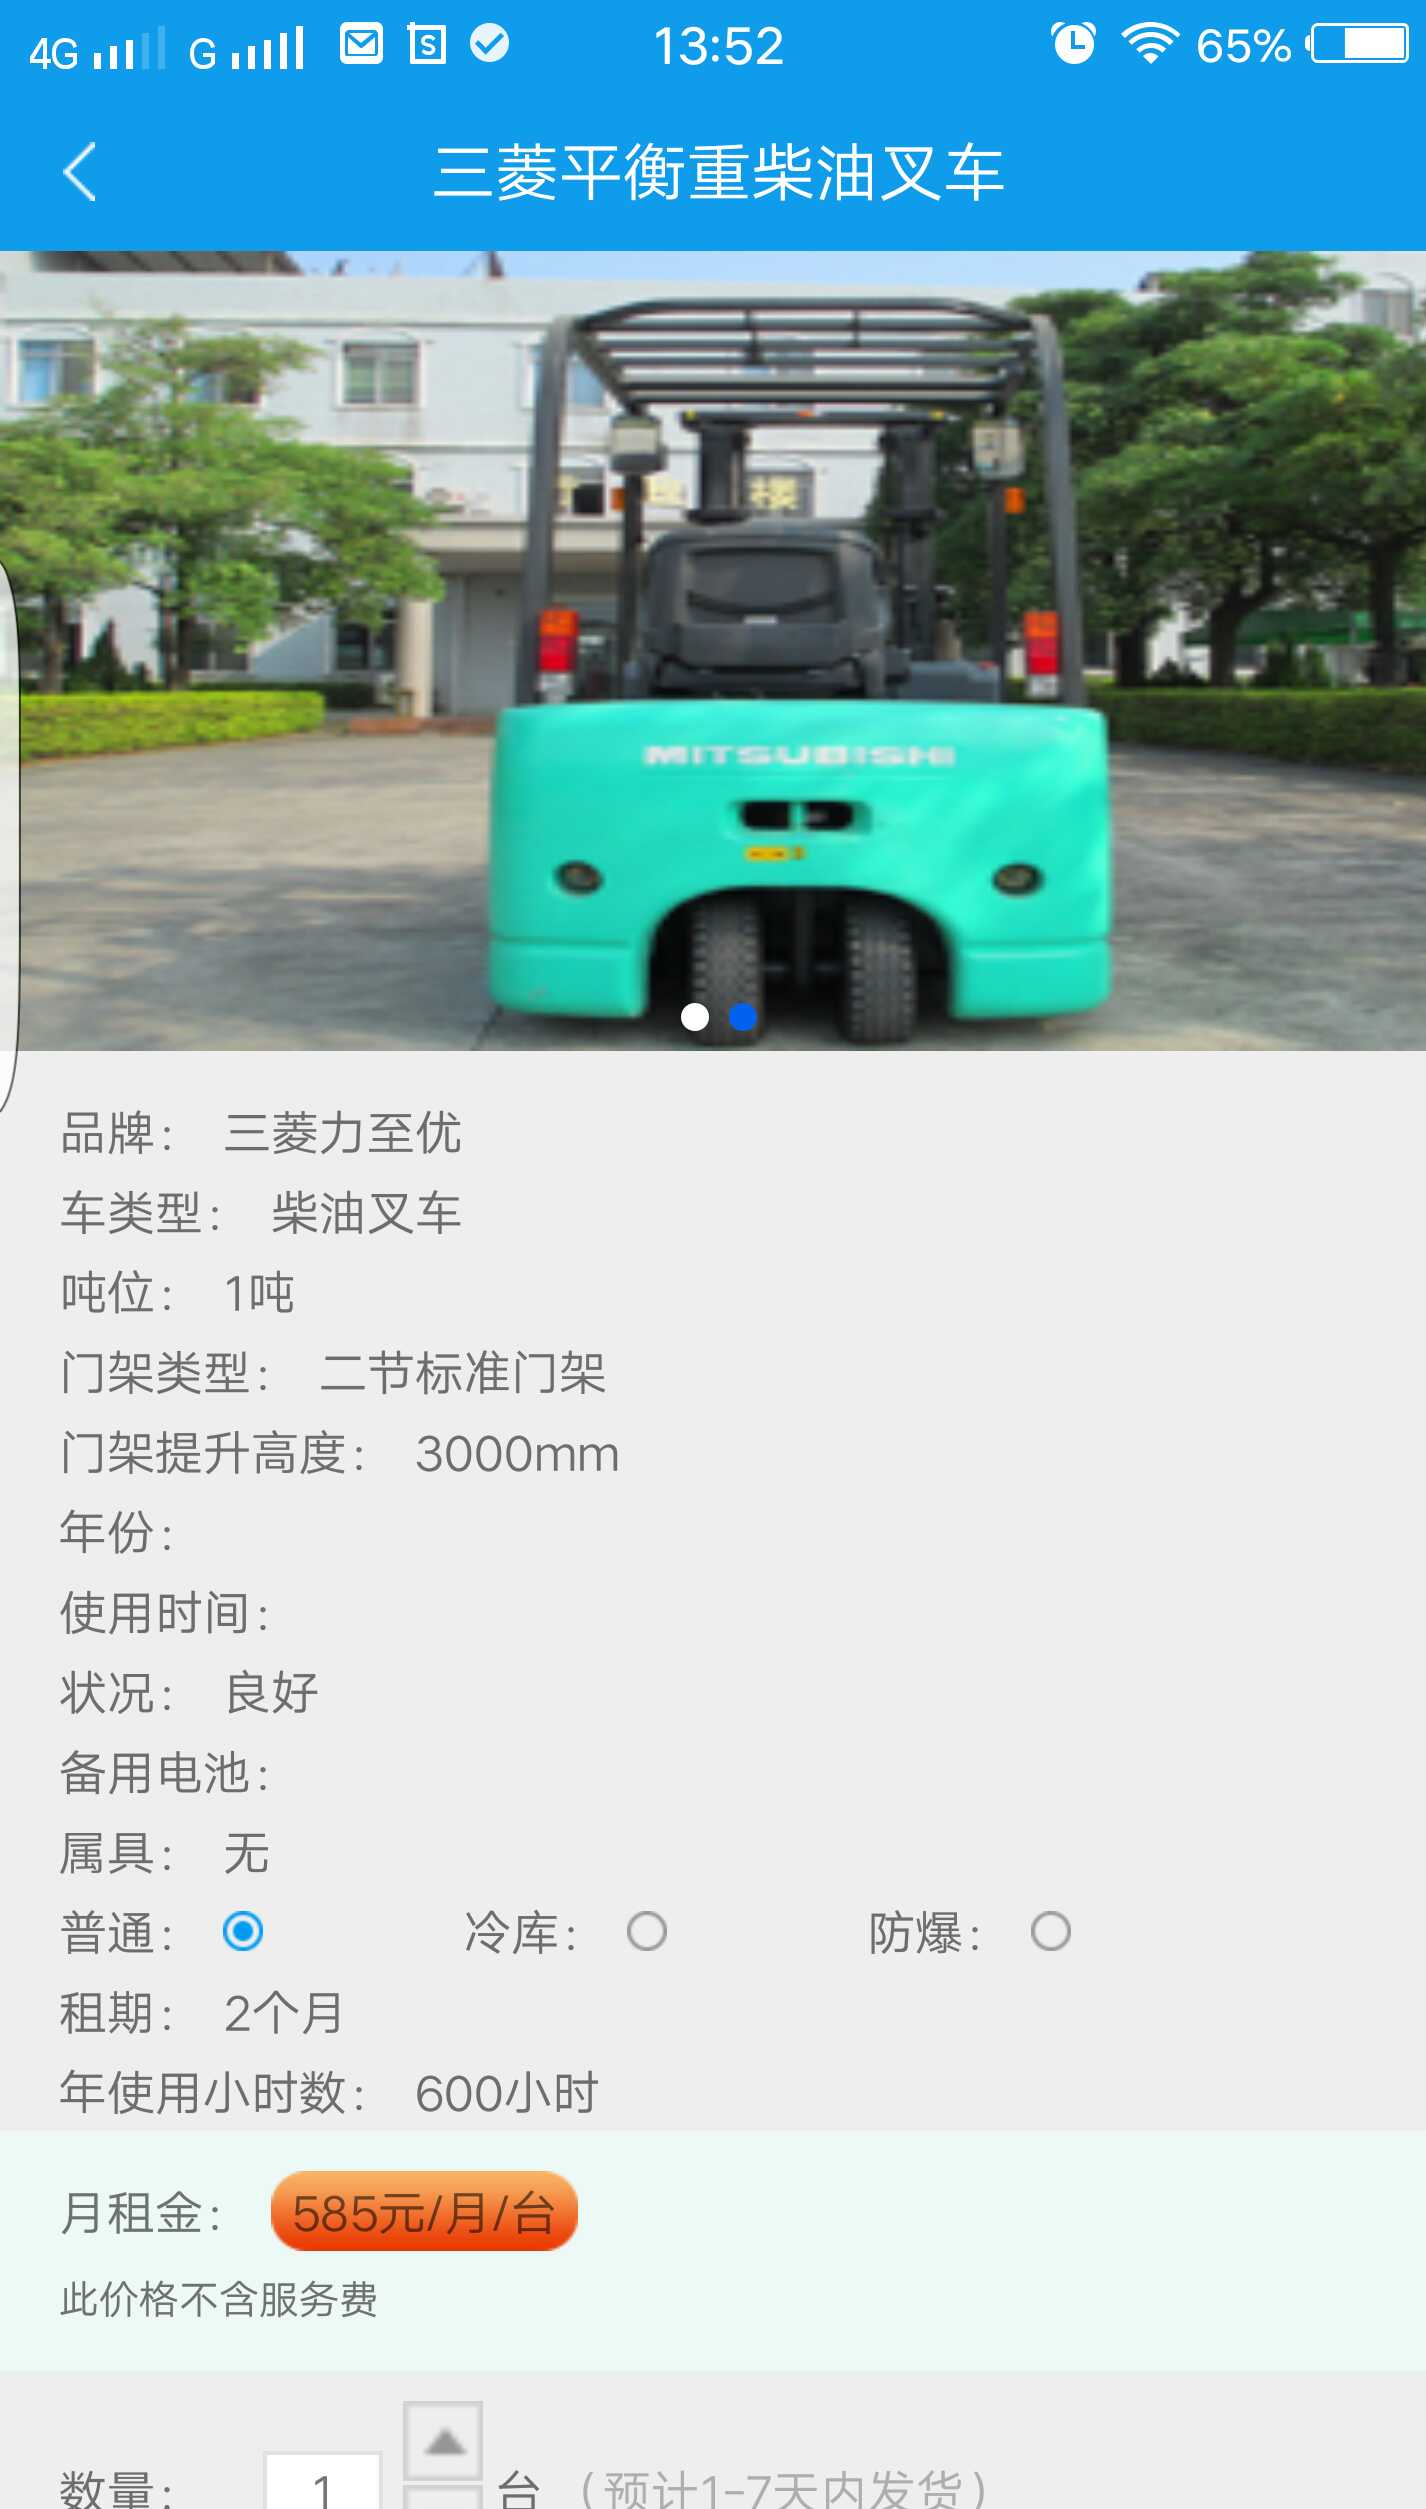 4G G 13:52 65%
三菱平衡重柴油叉车
楼
MITSUBISHI
品牌： 三菱力至优
车类型： 柴油叉车
吨位： 1吨
门架类型： 二节标准门架
门架提升高度： 3000mm
年份：
使用时间：
状况： 良好
备用电池：
属具： 无
普通： 冷库： 防爆：
租期： 2个月
年使用小时数： 600小时
月租金： 585元/月/台
此价格不含服务费
数量： 1 台 （预计1-7天内发货）